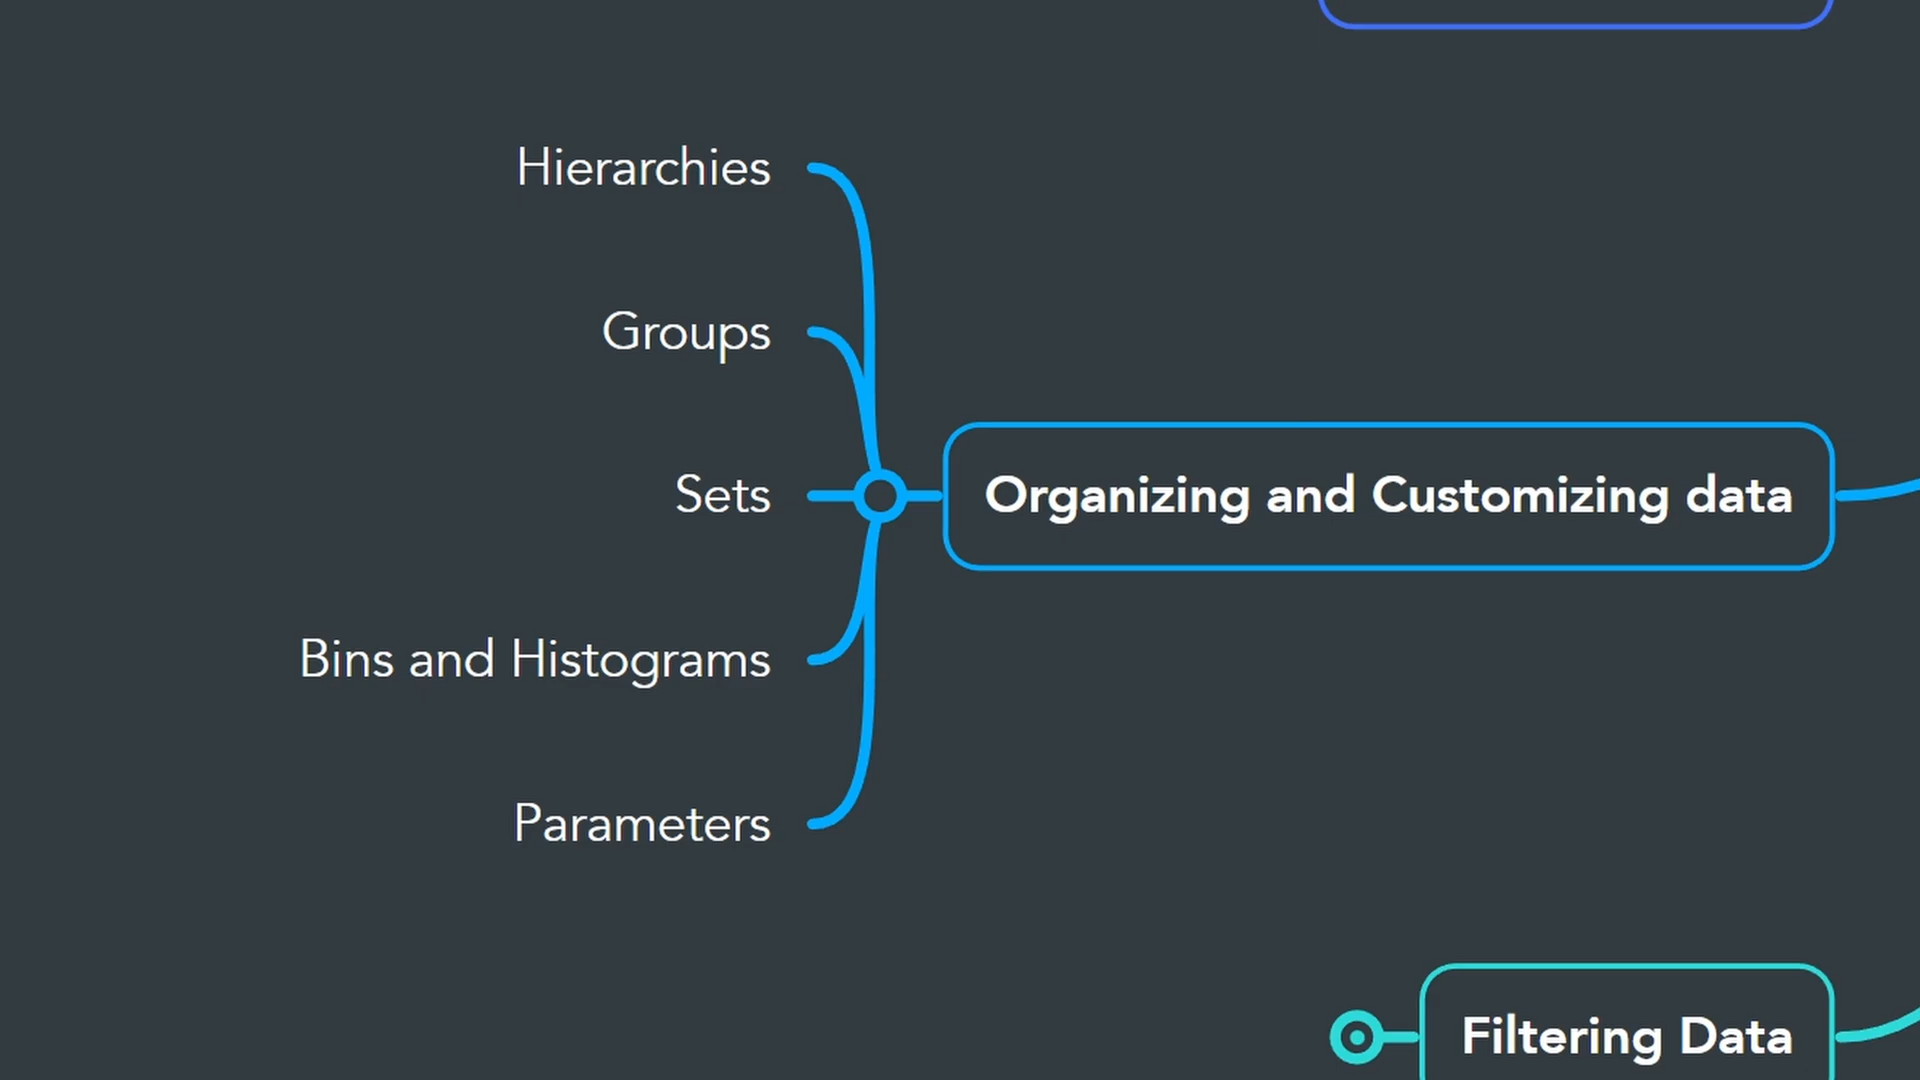 Hierarchies
Groups
Sets
Organizing and Customizing data
Bins and Histograms
Parameters
Filtering Data